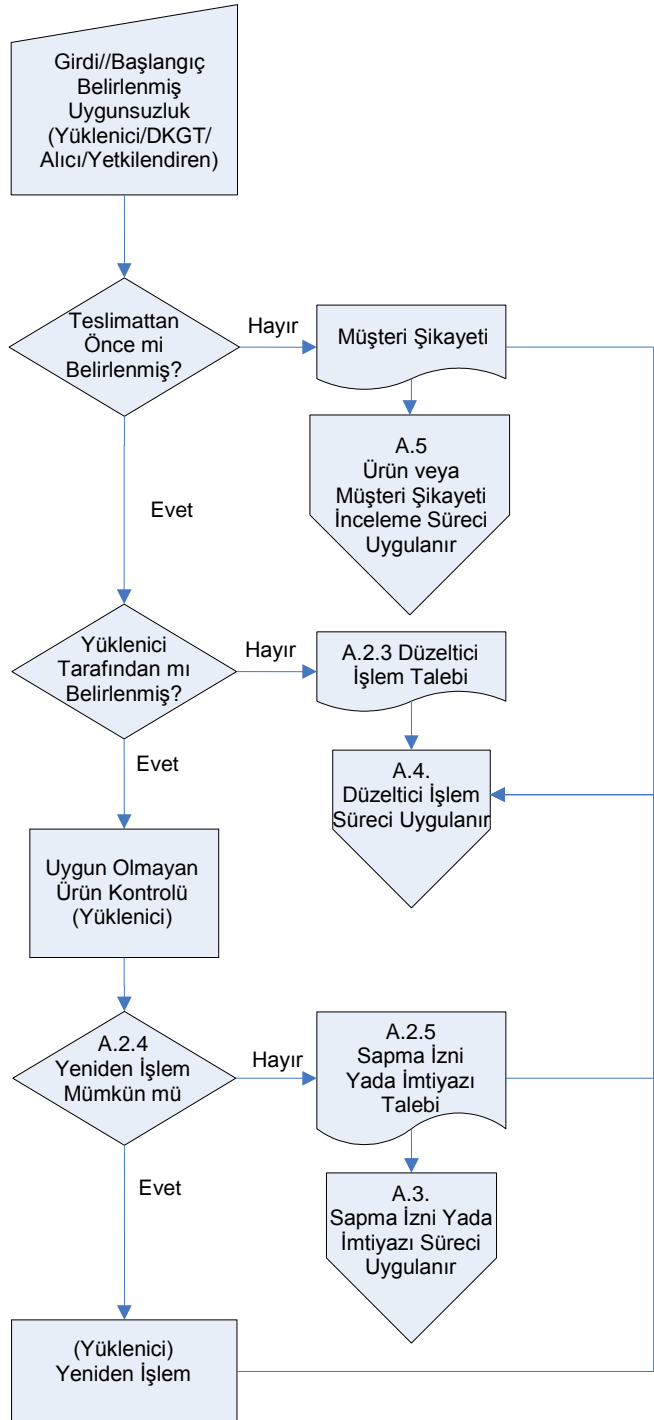 Girdi//Başlangıç
Belirlenmiş
Uygunsuzluk
(Yüklenici/DKGT/
Alıcı/Yetkilendiren)
Teslimattan
Önce mi
Belirlenmiş?
Hayır
Müşteri Şikayeti
A.5
Ürün veya
Müşteri Şikayeti
İnceleme Süreci
Uygulanır
Evet
Yüklenici
Tarafından mı
Belirlenmiş?
Hayır
A.2.3 Düzeltici
İşlem Talebi
A.4.
Düzeltici İşlem
Süreci Uygulanır
Evet
Uygun Olmayan
Ürün Kontrolü
(Yüklenici)
A.2.4
Yeniden İşlem
Mümkün mü
Hayır
A.2.5
Sapma İzni
Yada İmtiyazı
Talebi
A.3.
Sapma İzni Yada
İmtiyazı Süreci
Uygulanır
Evet
(Yüklenici)
Yeniden İşlem